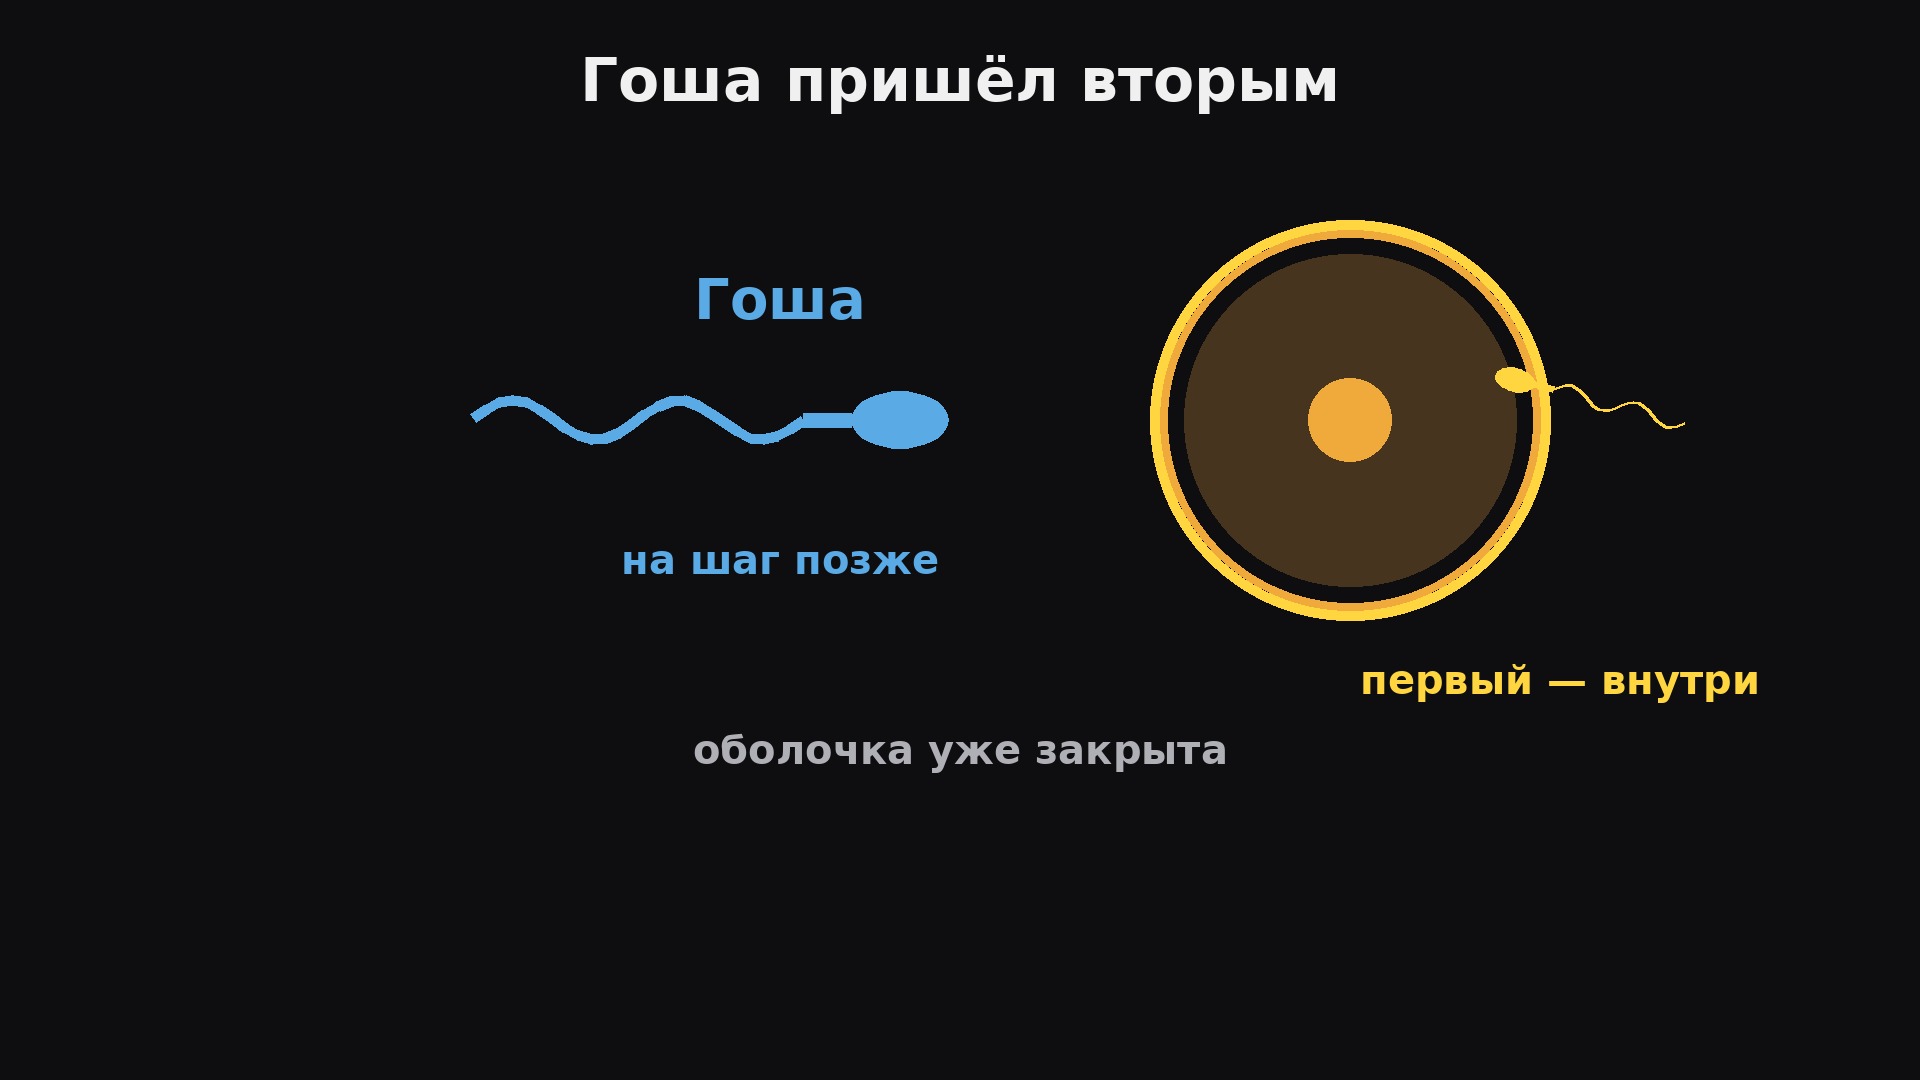 Гоша пришёл вторым
Гоша
на шаг позже
первый — внутри
оболочка уже закрыта